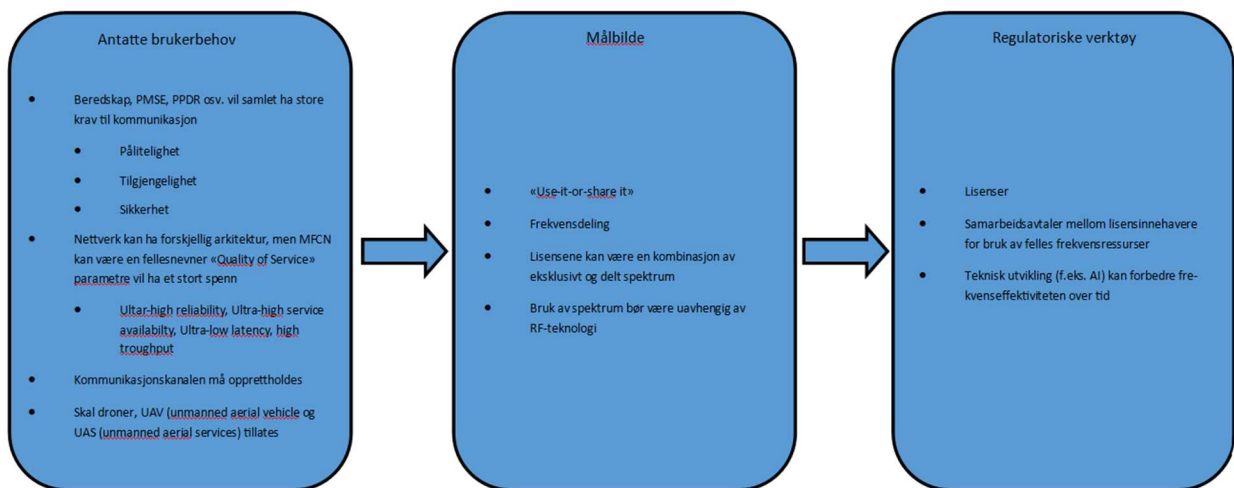 Antatte brukerbehov
• Beredskap, PMSE, PPDR osv. vil samlet ha store
krav til kommunikasjon
• Pålitelighet
• Tilgjengelighet
• Sikkerhet
• Nettverk kan ha forskjellig arkitektur, men MFCN
kan være en fellesnevner «Quality of Service»
parametre vil ha et stort spenn
• Ultar-high reliability, Ultra-high service
availabilty, Ultra-low latency, high
troughput
• Kommunikasjonskanalen må opprettholdes
• Skal droner, UAV (unmanned aerial vehicle og
UAS (unmanned aerial services) tillates
Målbilde
• «Use-it-or-share it»
• Frekvensdeling
• Lisensene kan være en kombinasjon av
eksklusivt og delt spektrum
• Bruk av spektrum bør være uavhengig av
RF-teknologi
Regulatoriske verktøy
• Lisenser
• Samarbeidsavtaler mellom lisensinnehavere
for bruk av felles frekvensressurser
• Teknisk utvikling (f.eks. AI) kan forbedre fre-
kvenseffektiviteten over tid